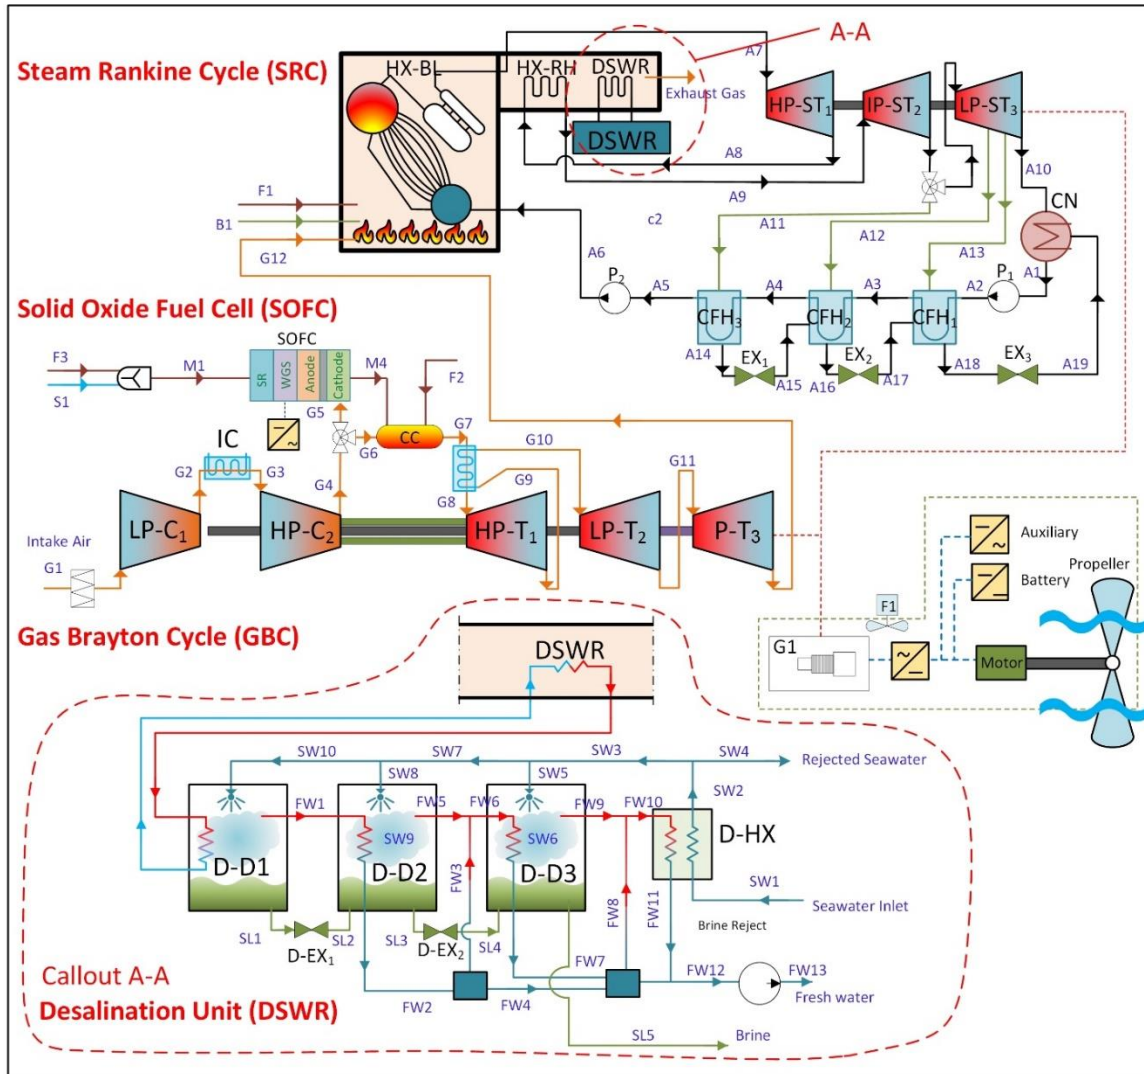 A-A
A7
Steam Rankine Cycle (SRC)
HX-BL
HX-RH
DSWR
Exhaust Gas
DSWR
HP-ST1
IP-ST2
LP-ST3
A8
A9
A10
F1
B1
G12
c2
A11
A12
A13
CN
A1
A6
P2
A5
A4
A3
A2
P1
CFH3
CFH2
CFH1
A14
EX1
A15
A16
EX2
A17
A18
EX3
A19
Solid Oxide Fuel Cell (SOFC)
SOFC
F3
S1
M1
SR
WGS
Anode
Cathode
M4
F2
G5
G6
CC
G7
G10
IC
G2
G3
G4
G8
G9
G11
LP-C1
HP-C2
HP-T1
LP-T2
P-T3
Intake Air
G1
Auxiliary
Battery
Propeller
F1
G1
Motor
Gas Brayton Cycle (GBC)
DSWR
SW10
SW7
SW3
SW4
Rejected Seawater
SW8
SW5
SW2
FW1
FW5
FW6
FW9
FW10
D-HX
SW9
SW6
D-D1
D-D2
D-D3
FW3
FW8
FW11
SW1
Seawater Inlet
Brine Reject
SL1
D-EX1
SL2
SL3
D-EX2
SL4
FW7
Callout A-A
FW2
FW4
FW12
FW13
Fresh water
Desalination Unit (DSWR)
SL5
Brine